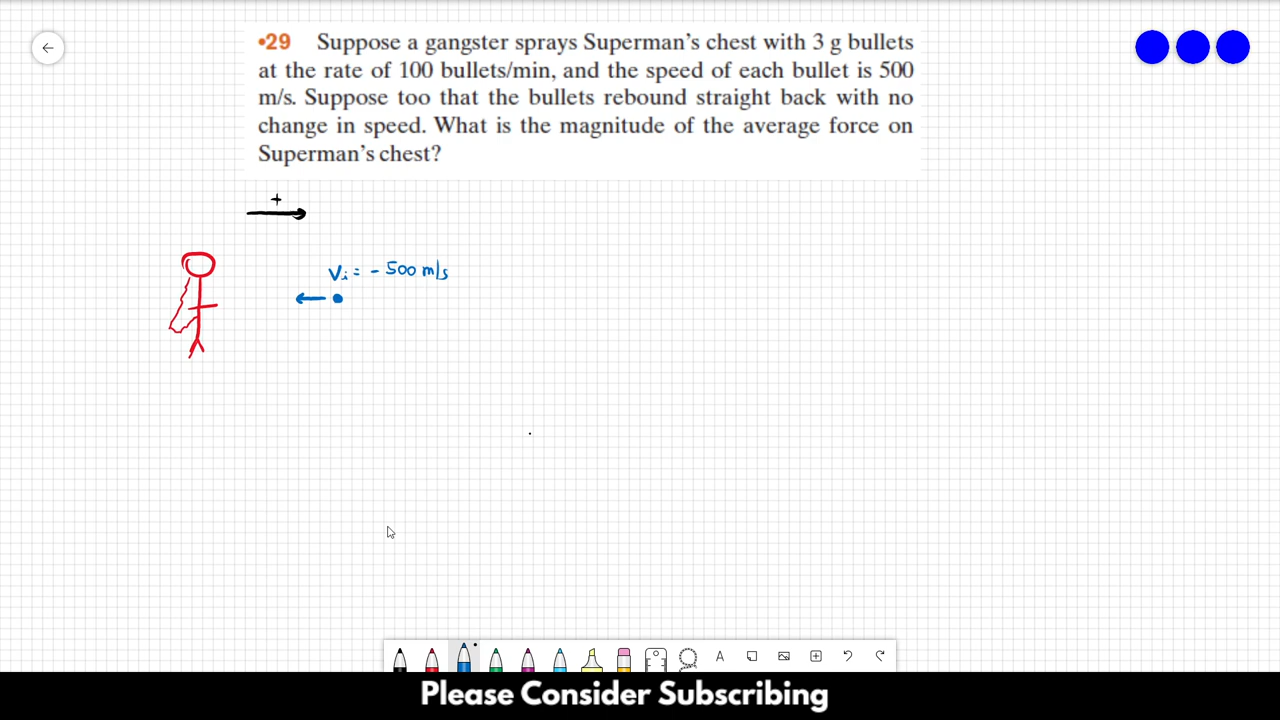 •29 Suppose a gangster sprays Superman's chest with 3 g bullets
at the rate of 100 bullets/min, and the speed of each bullet is 500
m/s. Suppose too that the bullets rebound straight back with no
change in speed. What is the magnitude of the average force on
Superman's chest?
+
Vi = - 500 m/s
A
Please Consider Subscribing